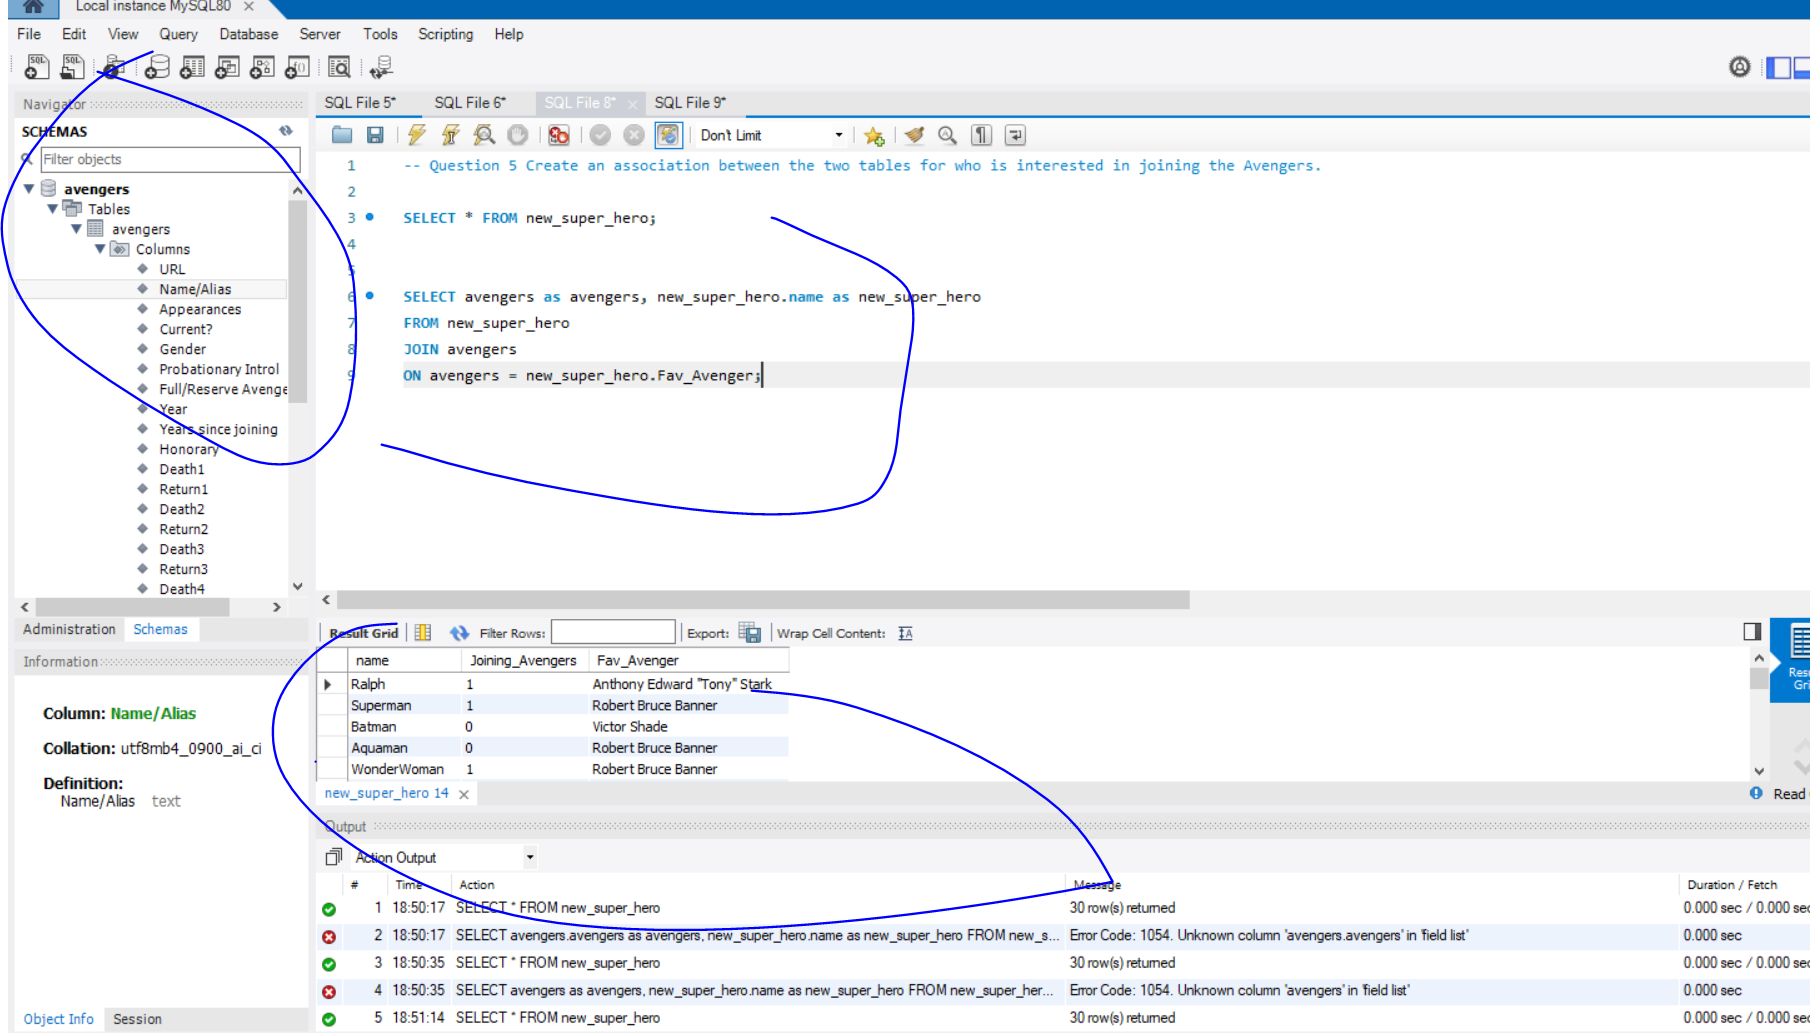 Local instance MySQL80
File Edit View Query Database Server Tools Scripting Help
Navigator
SCHEMAS
Filter objects
avengers
Tables
avengers
Columns
URL
Name/Alias
Appearances
Current?
Gender
Probationary Introl
Full/Reserve Avenge
Year
Years since joining
Honorary
Death1
Return1
Death2
Return2
Death3
Return3
Death4
Administration Schemas
Information
Column: Name/Alias
Collation: utf8mb4_0900_ai_ci
Definition:
Name/Alias text
Object Info Session
SQL File 5* SQL File 6* SQL File 8* SQL File 9*
Don't Limit
1 -- Question 5 Create an association between the two tables for who is interested in joining the Avengers.
2
3 SELECT * FROM new_super_hero;
4
5
6 SELECT avengers as avengers, new_super_hero.name as new_super_hero
7 FROM new_super_hero
8 JOIN avengers
9 ON avengers = new_super_hero.Fav_Avenger;
Result Grid Filter Rows: Export: Wrap Cell Content:
name Joining_Avengers Fav_Avenger
Ralph 1 Anthony Edward "Tony" Stark
Superman 1 Robert Bruce Banner
Batman 0 Victor Shade
Aquaman 0 Robert Bruce Banner
WonderWoman 1 Robert Bruce Banner
new_super_hero 14
Read
Output
Action Output
# Time Action Message Duration / Fetch
1 18:50:17 SELECT * FROM new_super_hero 30 row(s) returned 0.000 sec / 0.000 sec
2 18:50:17 SELECT avengers.avengers as avengers, new_super_hero.name as new_super_hero FROM new_s... Error Code: 1054. Unknown column 'avengers.avengers' in 'field list' 0.000 sec
3 18:50:35 SELECT * FROM new_super_hero 30 row(s) returned 0.000 sec / 0.000 sec
4 18:50:35 SELECT avengers as avengers, new_super_hero.name as new_super_hero FROM new_super_her... Error Code: 1054. Unknown column 'avengers' in 'field list' 0.000 sec
5 18:51:14 SELECT * FROM new_super_hero 30 row(s) returned 0.000 sec / 0.000 sec